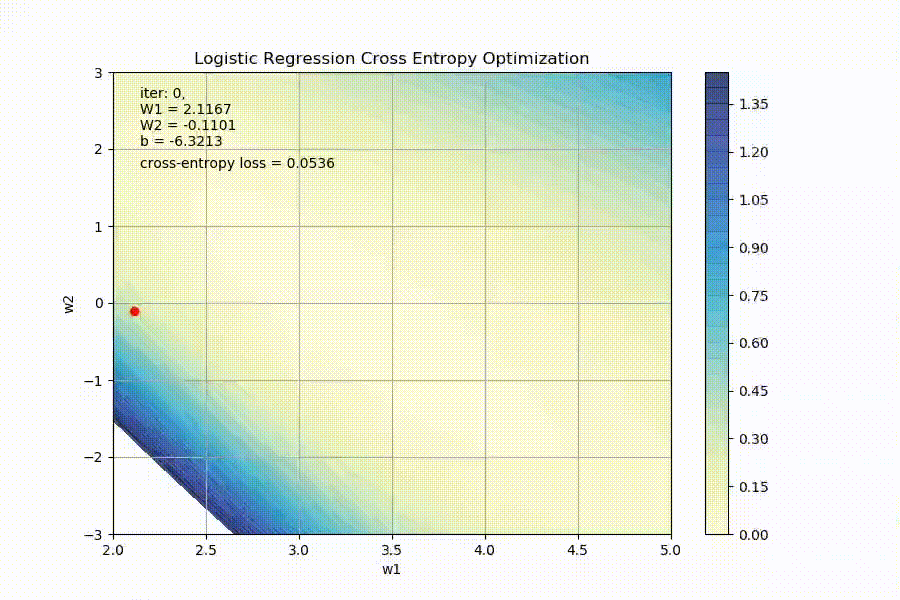 Logistic Regression Cross Entropy Optimization
iter: 0,
W1 = 2.1167
W2 = -0.1101
b = -6.3213
cross-entropy loss = 0.0536
3
2
1
0
−1
−2
−3
w2
2.0 2.5 3.0 3.5 4.0 4.5 5.0
w1
1.35
1.20
1.05
0.90
0.75
0.60
0.45
0.30
0.15
0.00